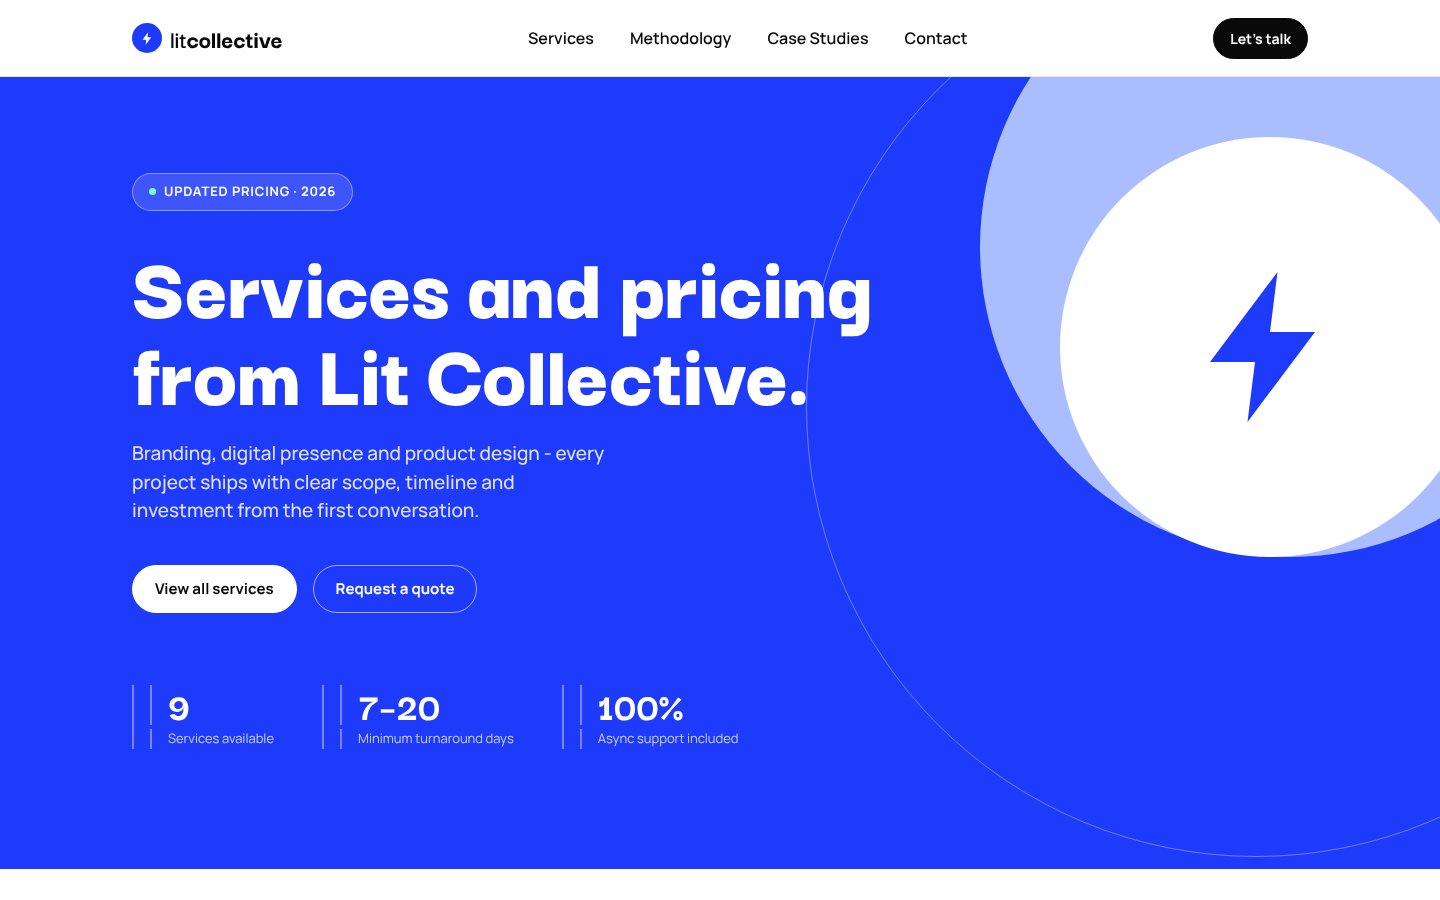 litcollective
Services
Methodology
Case Studies
Contact
Let's talk
UPDATED PRICING · 2026
Services and pricing
from Lit Collective.
Branding, digital presence and product design - every
project ships with clear scope, timeline and
investment from the first conversation.
View all services
Request a quote
9
Services available
7–20
Minimum turnaround days
100%
Async support included